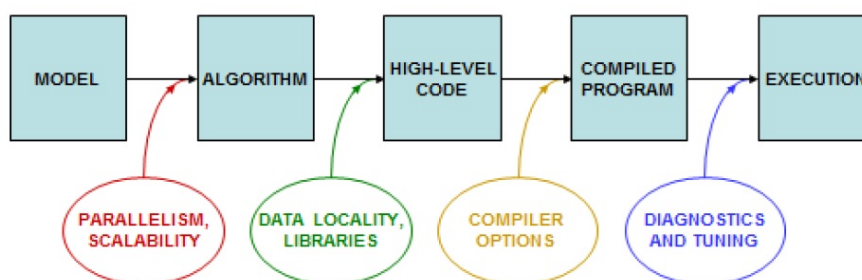 MODEL
ALGORITHM
HIGH-LEVEL
CODE
COMPILED
PROGRAM
EXECUTION
PARALLELISM,
SCALABILITY
DATA LOCALITY,
LIBRARIES
COMPILER
OPTIONS
DIAGNOSTICS
AND TUNING